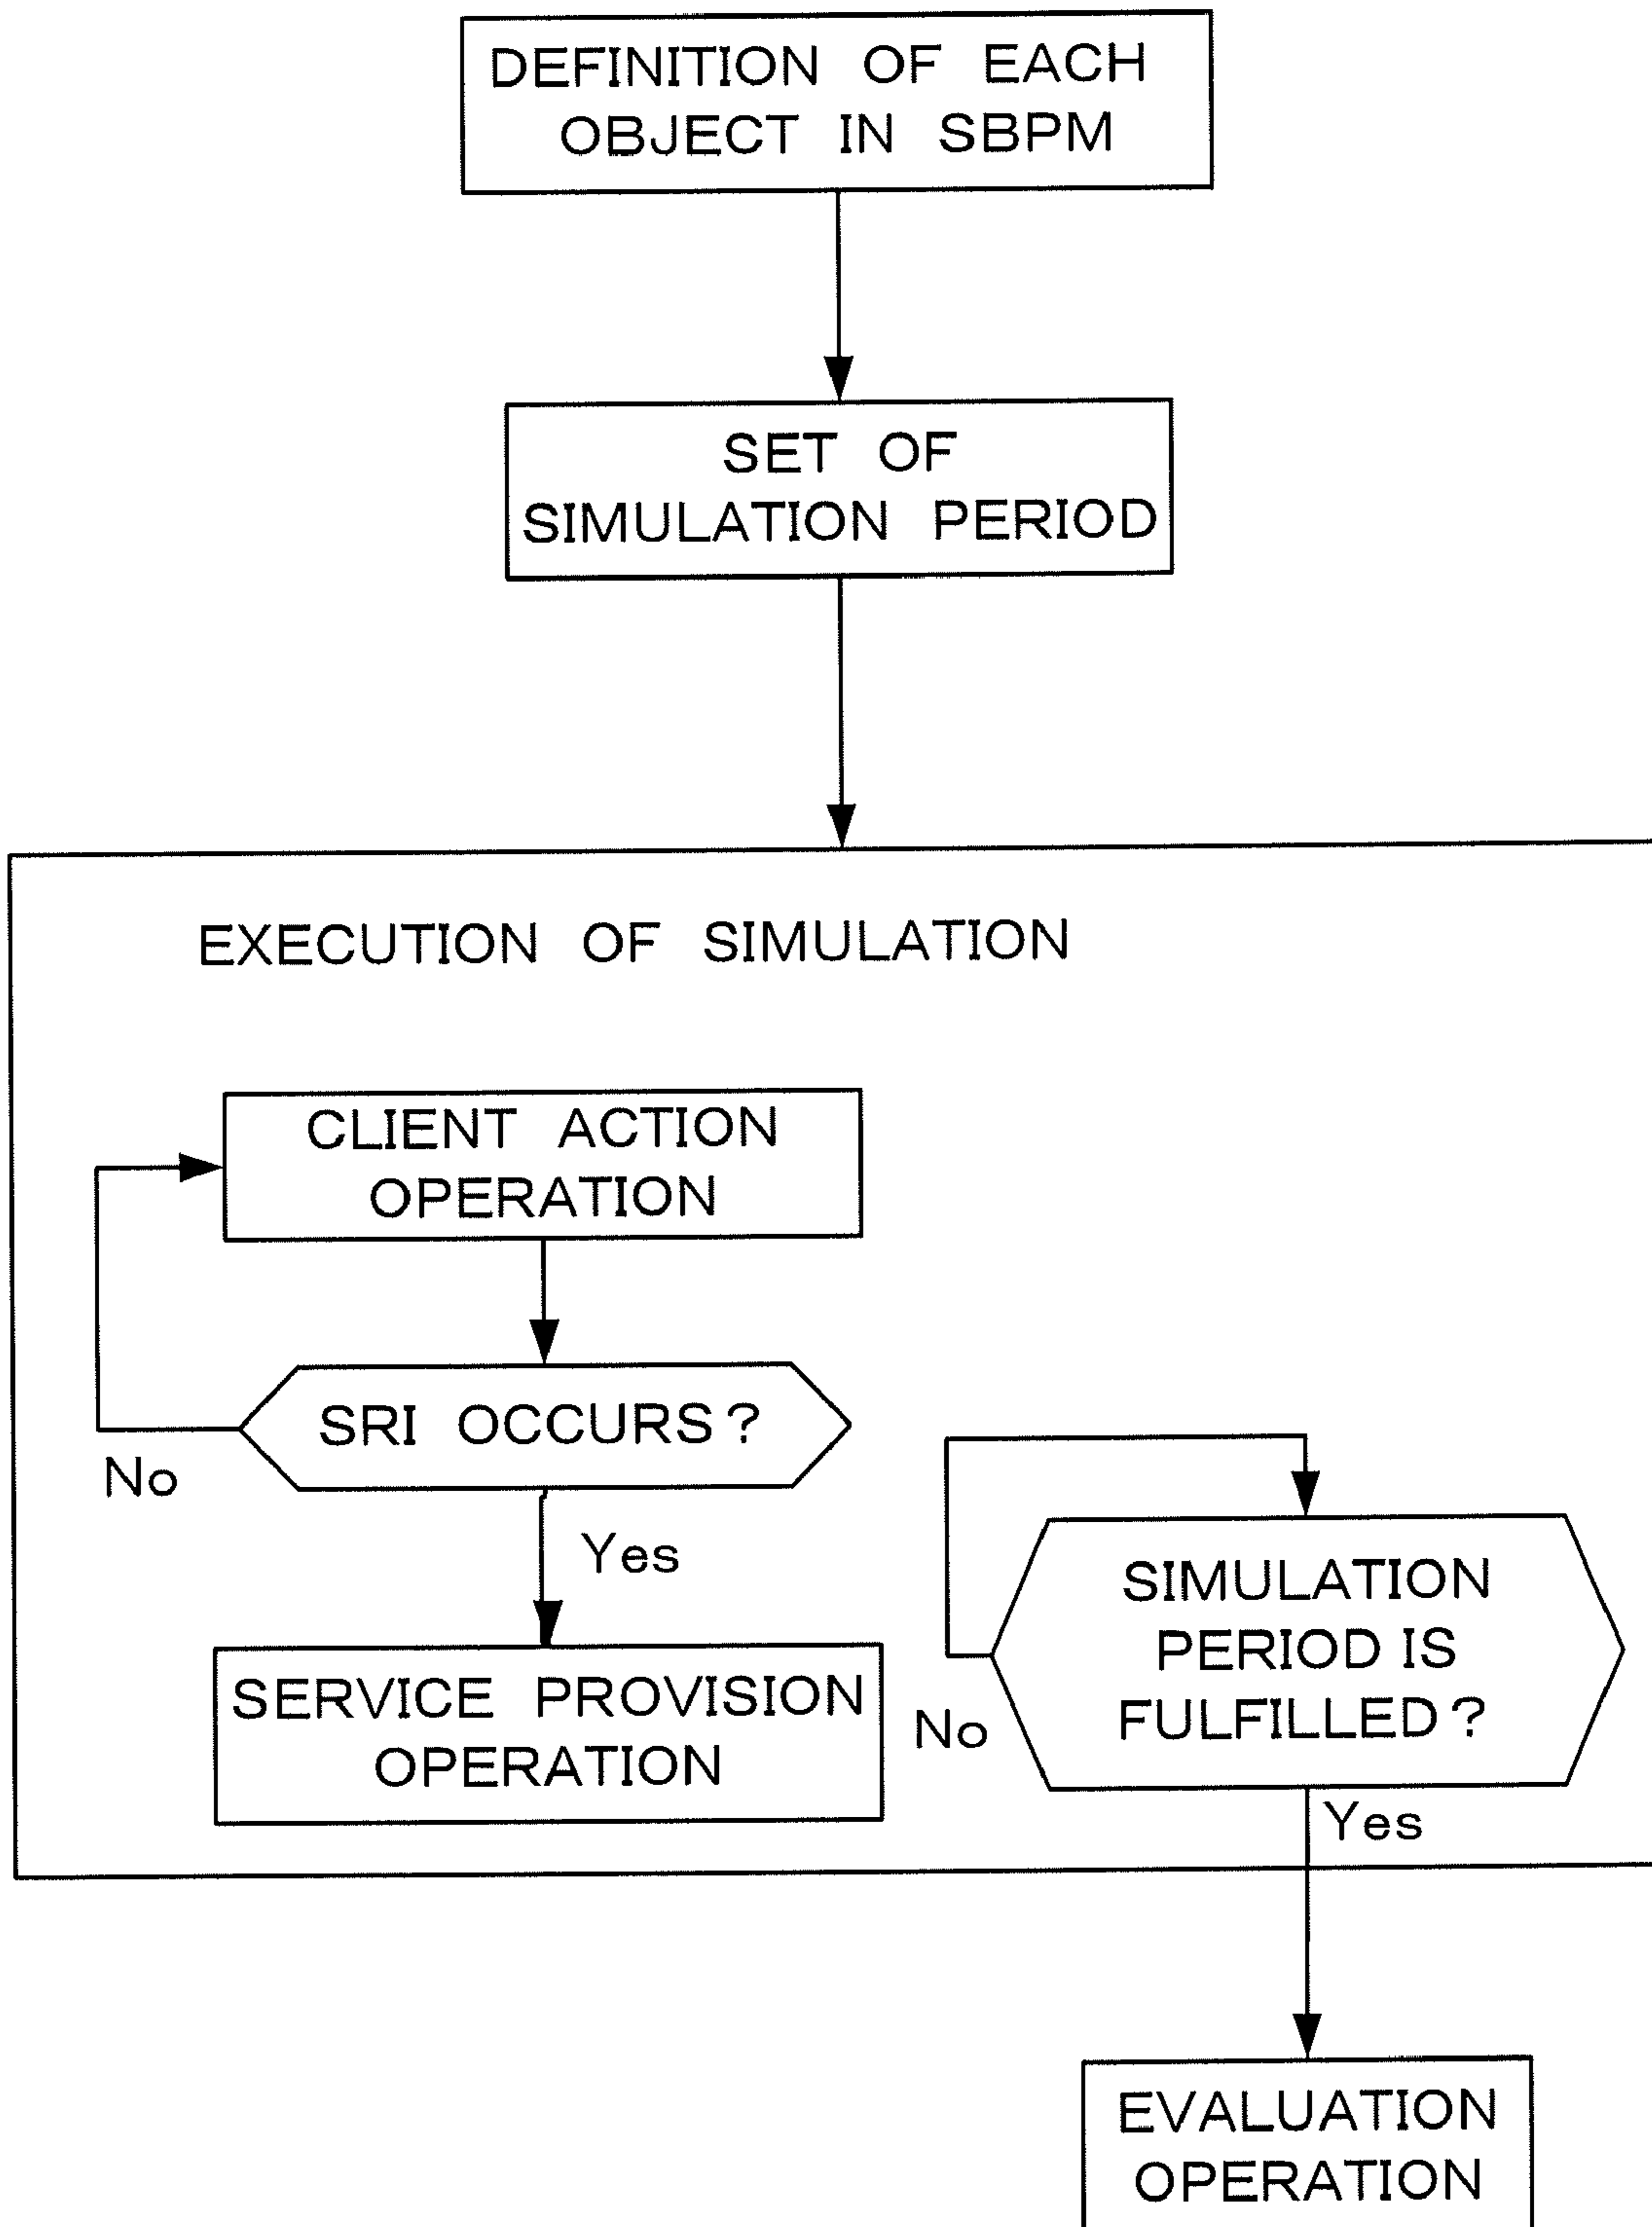 DEFINITION OF EACH
OBJECT IN SBPM
SET OF
SIMULATION PERIOD
EXECUTION OF SIMULATION
CLIENT ACTION
OPERATION
SRI OCCURS?
No
Yes
SERVICE PROVISION
OPERATION
SIMULATION
PERIOD IS
FULFILLED?
No
Yes
EVALUATION
OPERATION